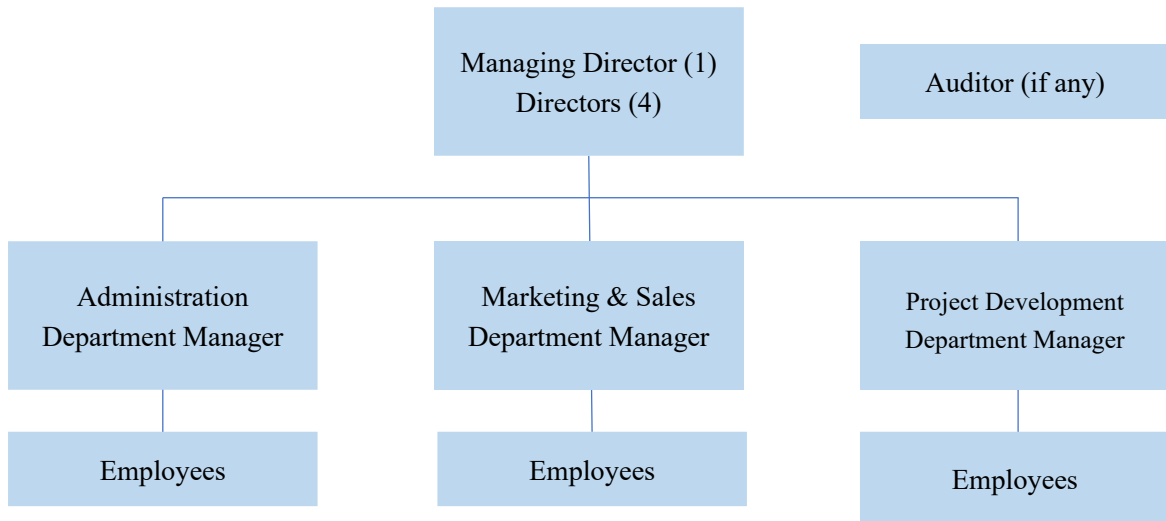 Managing Director (1)
Directors (4)
Auditor (if any)
Administration
Department Manager
Marketing & Sales
Department Manager
Project Development
Department Manager
Employees
Employees
Employees